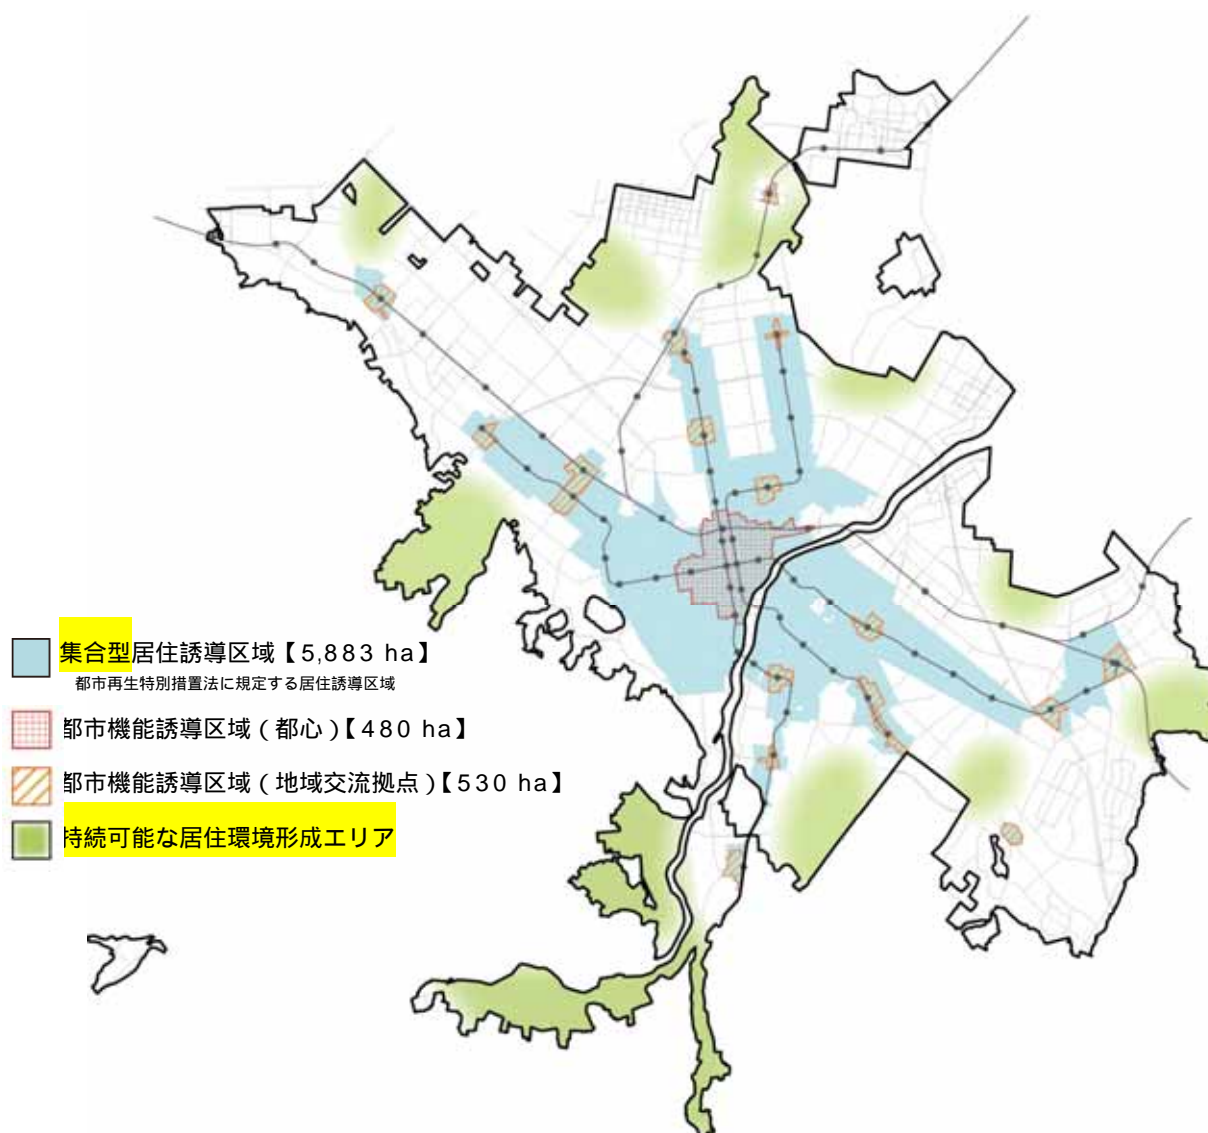 集合型居住誘導区域【5,883 ha】
都市再生特別措置法に規定する居住誘導区域
都市機能誘導区域（都心）【480 ha】
都市機能誘導区域（地域交流拠点）【530 ha】
持続可能な居住環境形成エリア